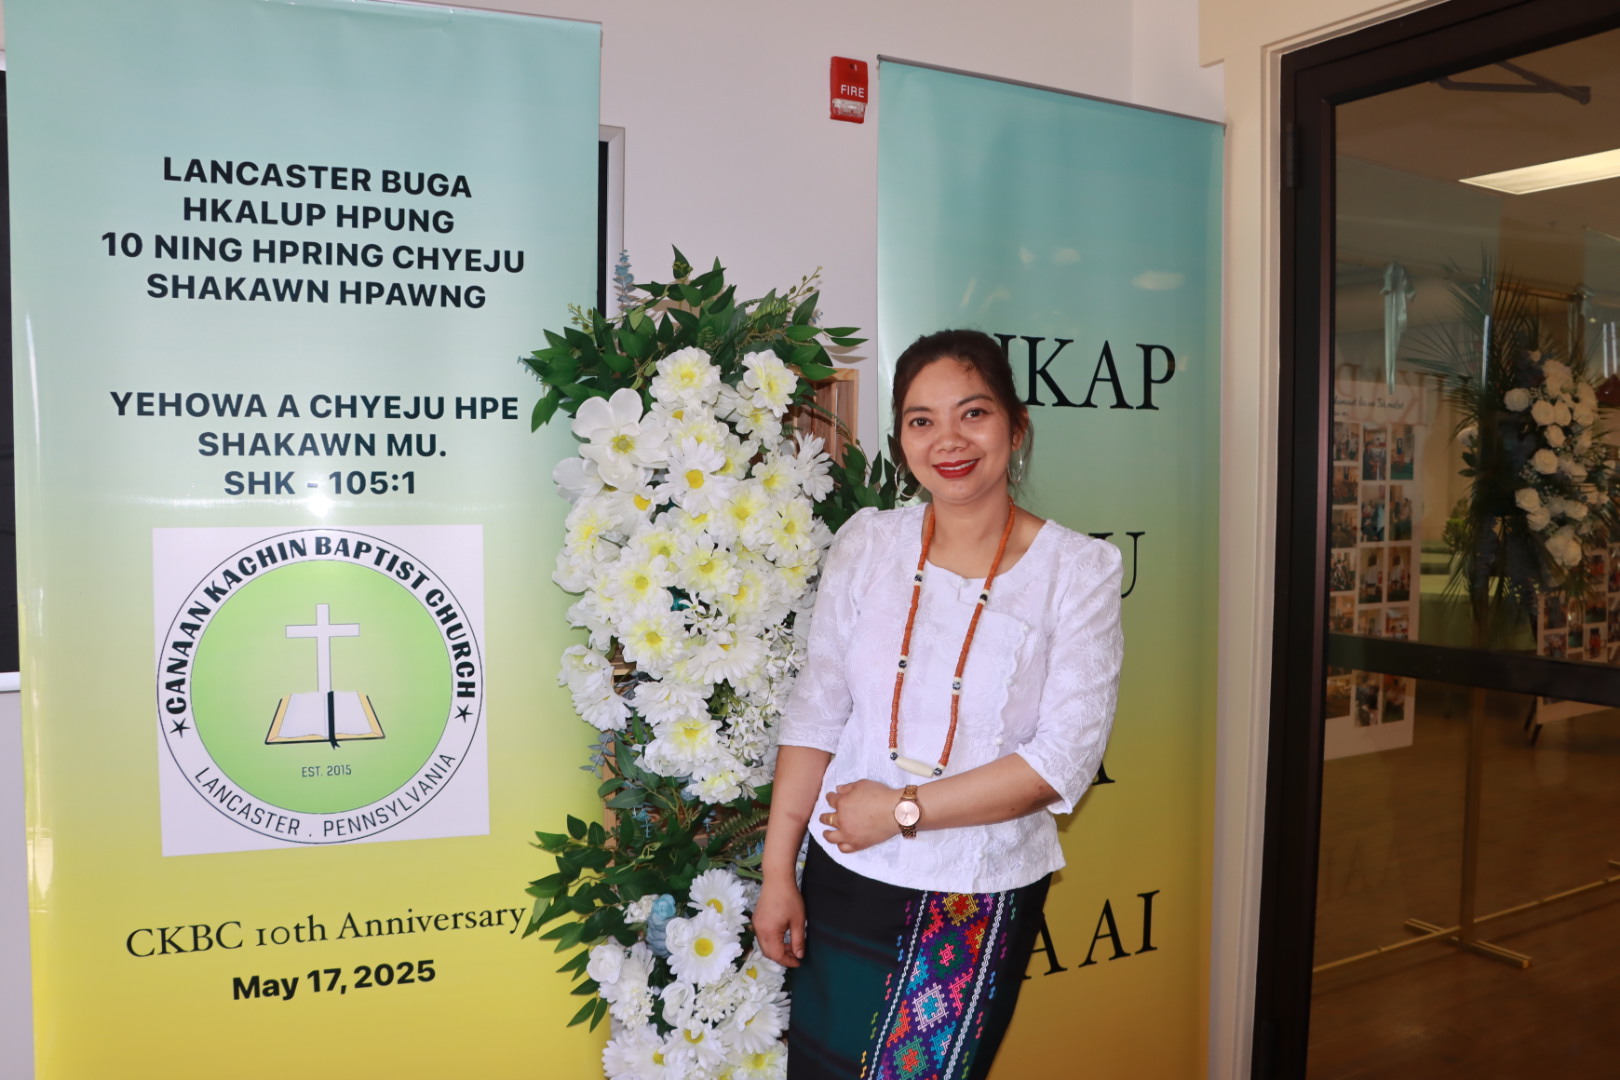 LANCASTER BUGA
HKALUP HPUNG
10 NING HPRING CHYEJU
SHAKAWN HPAWNG
YEHOWA A CHYEJU HPE
SHAKAWN MU.
SHK - 105:1
CANAAN KACHIN BAPTIST CHURCH
EST. 2015
LANCASTER . PENNSYLVANIA
CKBC 10th Anniversary
May 17, 2025
FIRE
HKAP
U
A AI